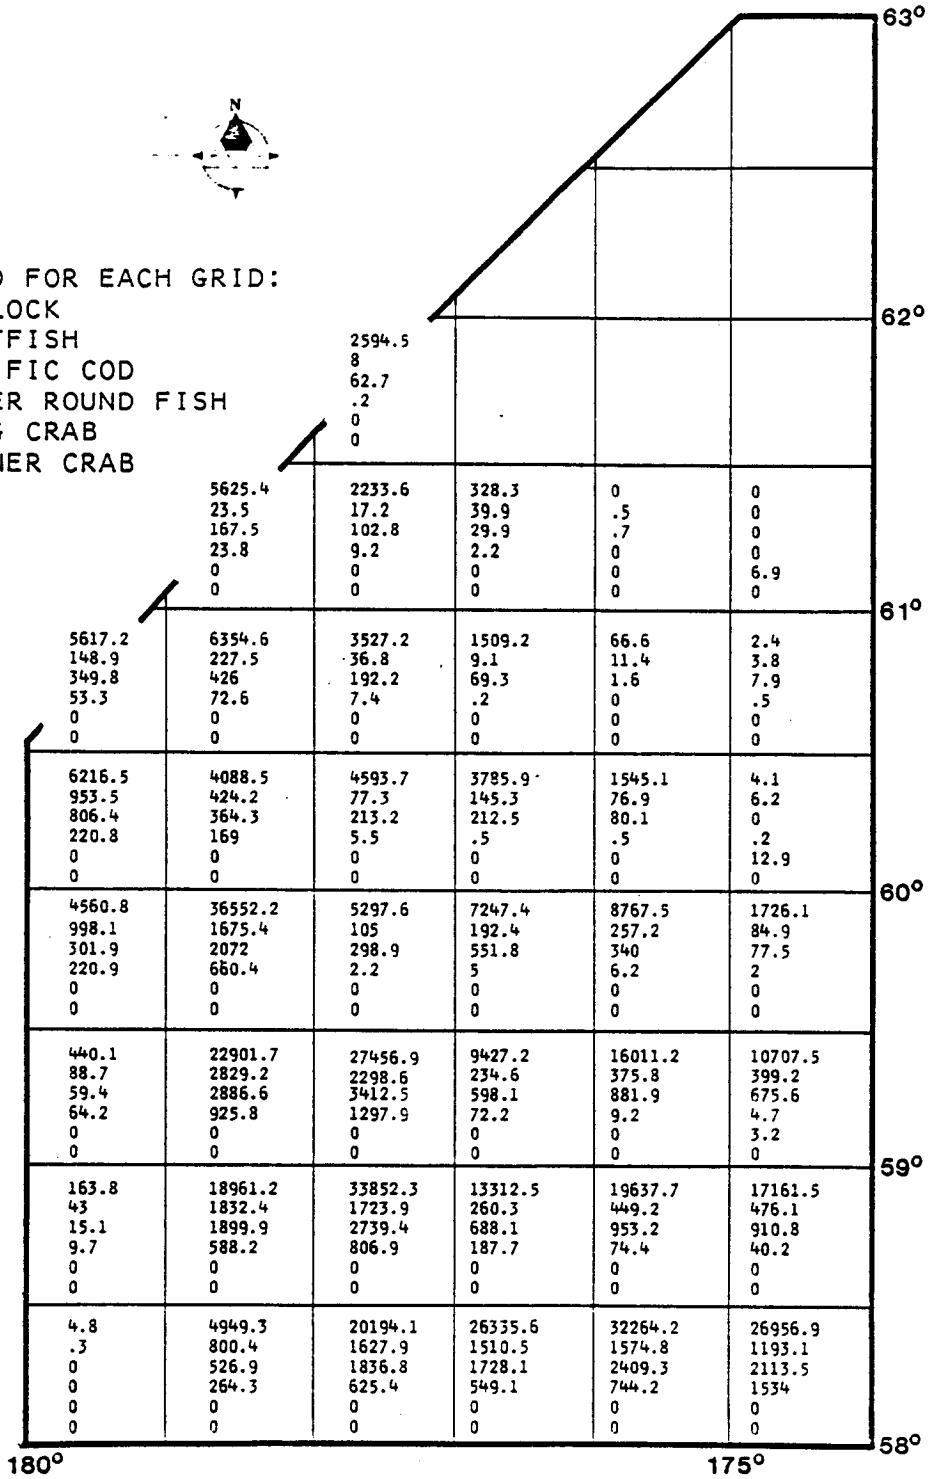 63°
N
FOR EACH GRID:
LOCK
TFISH
FIC COD
ER ROUND FISH
G CRAB
NER CRAB
62°
2594.5
8
62.7
.2
0
0
5625.4 2233.6 328.3 0 0
23.5 17.2 39.9 .5 0
167.5 102.8 29.9 .7 0
23.8 9.2 2.2 0 0
0 0 0 0 6.9
0 0 0 0 0
61°
5617.2 6354.6 3527.2 1509.2 66.6 2.4
148.9 227.5 36.8 9.1 11.4 3.8
349.8 426 192.2 69.3 1.6 7.9
53.3 72.6 7.4 .2 0 .5
0 0 0 0 0 0
0 0 0 0 0 0
6216.5 4088.5 4593.7 3785.9 1545.1 4.1
953.5 424.2 77.3 145.3 76.9 6.2
806.4 364.3 213.2 212.5 80.1 0
220.8 169 5.5 .5 .5 .2
0 0 0 0 0 12.9
0 0 0 0 0 0
60°
4560.8 36552.2 5297.6 7247.4 8767.5 1726.1
998.1 1675.4 105 192.4 257.2 84.9
301.9 2072 298.9 551.8 340 77.5
220.9 660.4 2.2 5 6.2 2
0 0 0 0 0 0
0 0 0 0 0 0
440.1 22901.7 27456.9 9427.2 16011.2 10707.5
88.7 2829.2 2298.6 234.6 375.8 399.2
59.4 2886.6 3412.5 598.1 881.9 675.6
64.2 925.8 1297.9 72.2 9.2 4.7
0 0 0 0 0 3.2
0 0 0 0 0 0
59°
163.8 18961.2 33852.3 13312.5 19637.7 17161.5
43 1832.4 1723.9 260.3 449.2 476.1
15.1 1899.9 2739.4 688.1 953.2 910.8
9.7 588.2 806.9 187.7 74.4 40.2
0 0 0 0 0 0
0 0 0 0 0 0
4.8 4949.3 20194.1 26335.6 32264.2 26956.9
.3 800.4 1627.9 1510.5 1574.8 1193.1
0 526.9 1836.8 1728.1 2409.3 2113.5
0 264.3 625.4 549.1 744.2 1534
0 0 0 0 0 0
0 0 0 0 0 0
58°
180° 175°